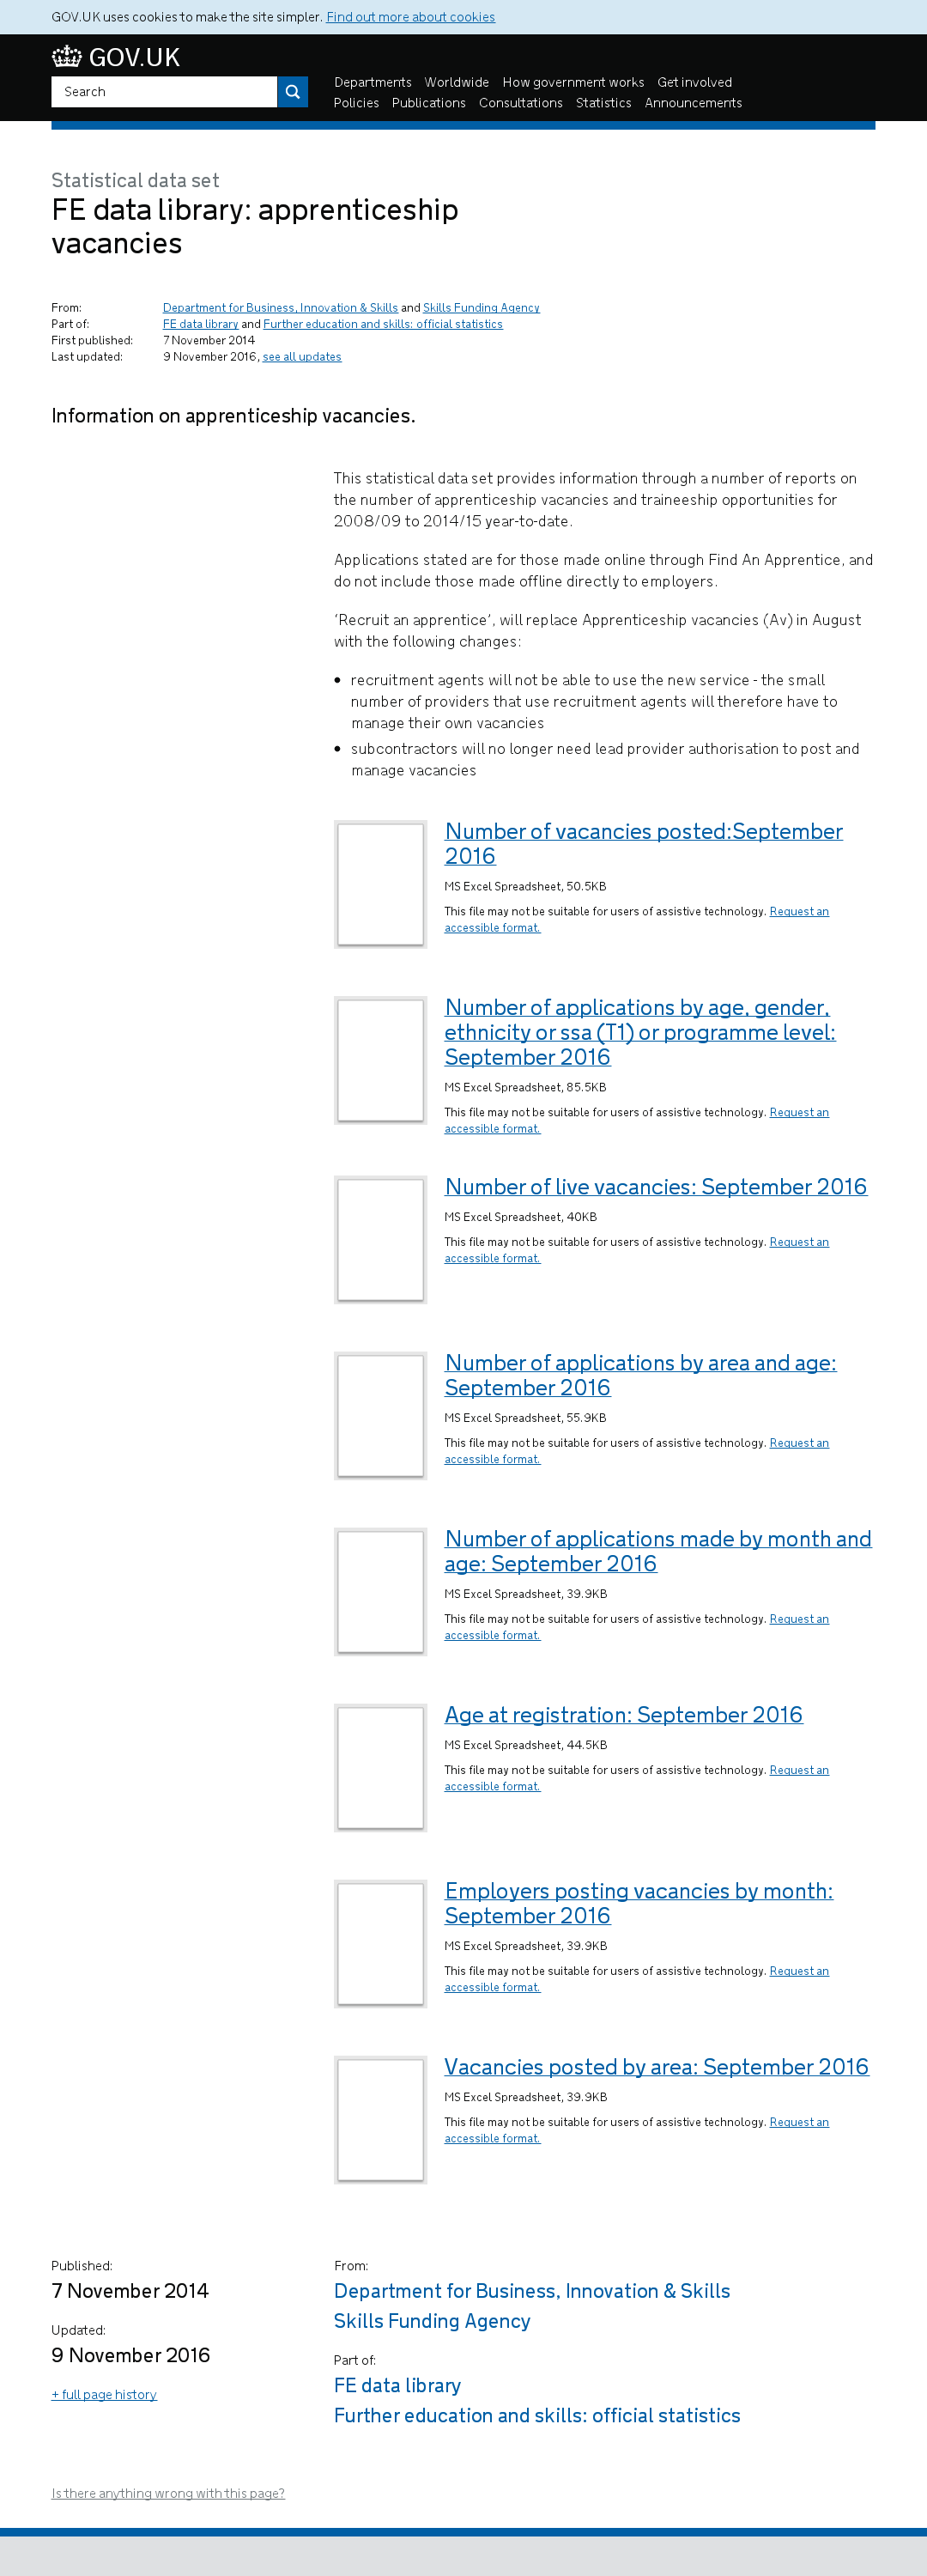 GOV.UK uses cookies to make the site simpler. Find out more about cookies
GOV.UK
Search
Departments Worldwide How government works Get involved
Policies Publications Consultations Statistics Announcements
Statistical data set
FE data library: apprenticeship
vacancies
From: Department for Business, Innovation & Skills and Skills Funding Agency
Part of: FE data library and Further education and skills: official statistics
First published: 7 November 2014
Last updated: 9 November 2016, see all updates
Information on apprenticeship vacancies.
This statistical data set provides information through a number of reports on
the number of apprenticeship vacancies and traineeship opportunities for
2008/09 to 2014/15 year-to-date.
Applications stated are for those made online through Find An Apprentice, and
do not include those made offline directly to employers.
‘Recruit an apprentice’, will replace Apprenticeship vacancies (Av) in August
with the following changes:
• recruitment agents will not be able to use the new service - the small
number of providers that use recruitment agents will therefore have to
manage their own vacancies
• subcontractors will no longer need lead provider authorisation to post and
manage vacancies
Number of vacancies posted:September
2016
MS Excel Spreadsheet, 50.5KB
This file may not be suitable for users of assistive technology. Request an
accessible format.
Number of applications by age, gender,
ethnicity or ssa (T1) or programme level:
September 2016
MS Excel Spreadsheet, 85.5KB
This file may not be suitable for users of assistive technology. Request an
accessible format.
Number of live vacancies: September 2016
MS Excel Spreadsheet, 40KB
This file may not be suitable for users of assistive technology. Request an
accessible format.
Number of applications by area and age:
September 2016
MS Excel Spreadsheet, 55.9KB
This file may not be suitable for users of assistive technology. Request an
accessible format.
Number of applications made by month and
age: September 2016
MS Excel Spreadsheet, 39.9KB
This file may not be suitable for users of assistive technology. Request an
accessible format.
Age at registration: September 2016
MS Excel Spreadsheet, 44.5KB
This file may not be suitable for users of assistive technology. Request an
accessible format.
Employers posting vacancies by month:
September 2016
MS Excel Spreadsheet, 39.9KB
This file may not be suitable for users of assistive technology. Request an
accessible format.
Vacancies posted by area: September 2016
MS Excel Spreadsheet, 39.9KB
This file may not be suitable for users of assistive technology. Request an
accessible format.
Published:
7 November 2014
Updated:
9 November 2016
+ full page history
From:
Department for Business, Innovation & Skills
Skills Funding Agency
Part of:
FE data library
Further education and skills: official statistics
Is there anything wrong with this page?